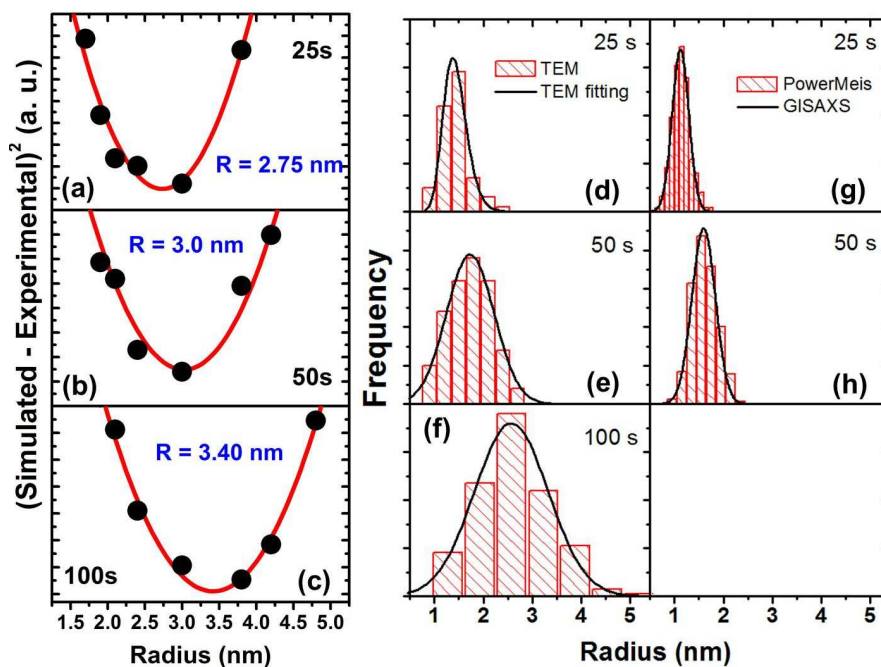 (Simulated - Experimental)² (a. u.)
25s
R = 2.75 nm
(a)
R = 3.0 nm
(b)
50s
R = 3.40 nm
100s
(c)
1.5 2.0 2.5 3.0 3.5 4.0 4.5 5.0
Radius (nm)
Frequency
25 s
TEM
TEM fitting
(d)
25 s
PowerMeis
GISAXS
(g)
50 s
(e)
50 s
(h)
(f)
100 s
1 2 3 4 5
1 2 3 4 5
Radius (nm)